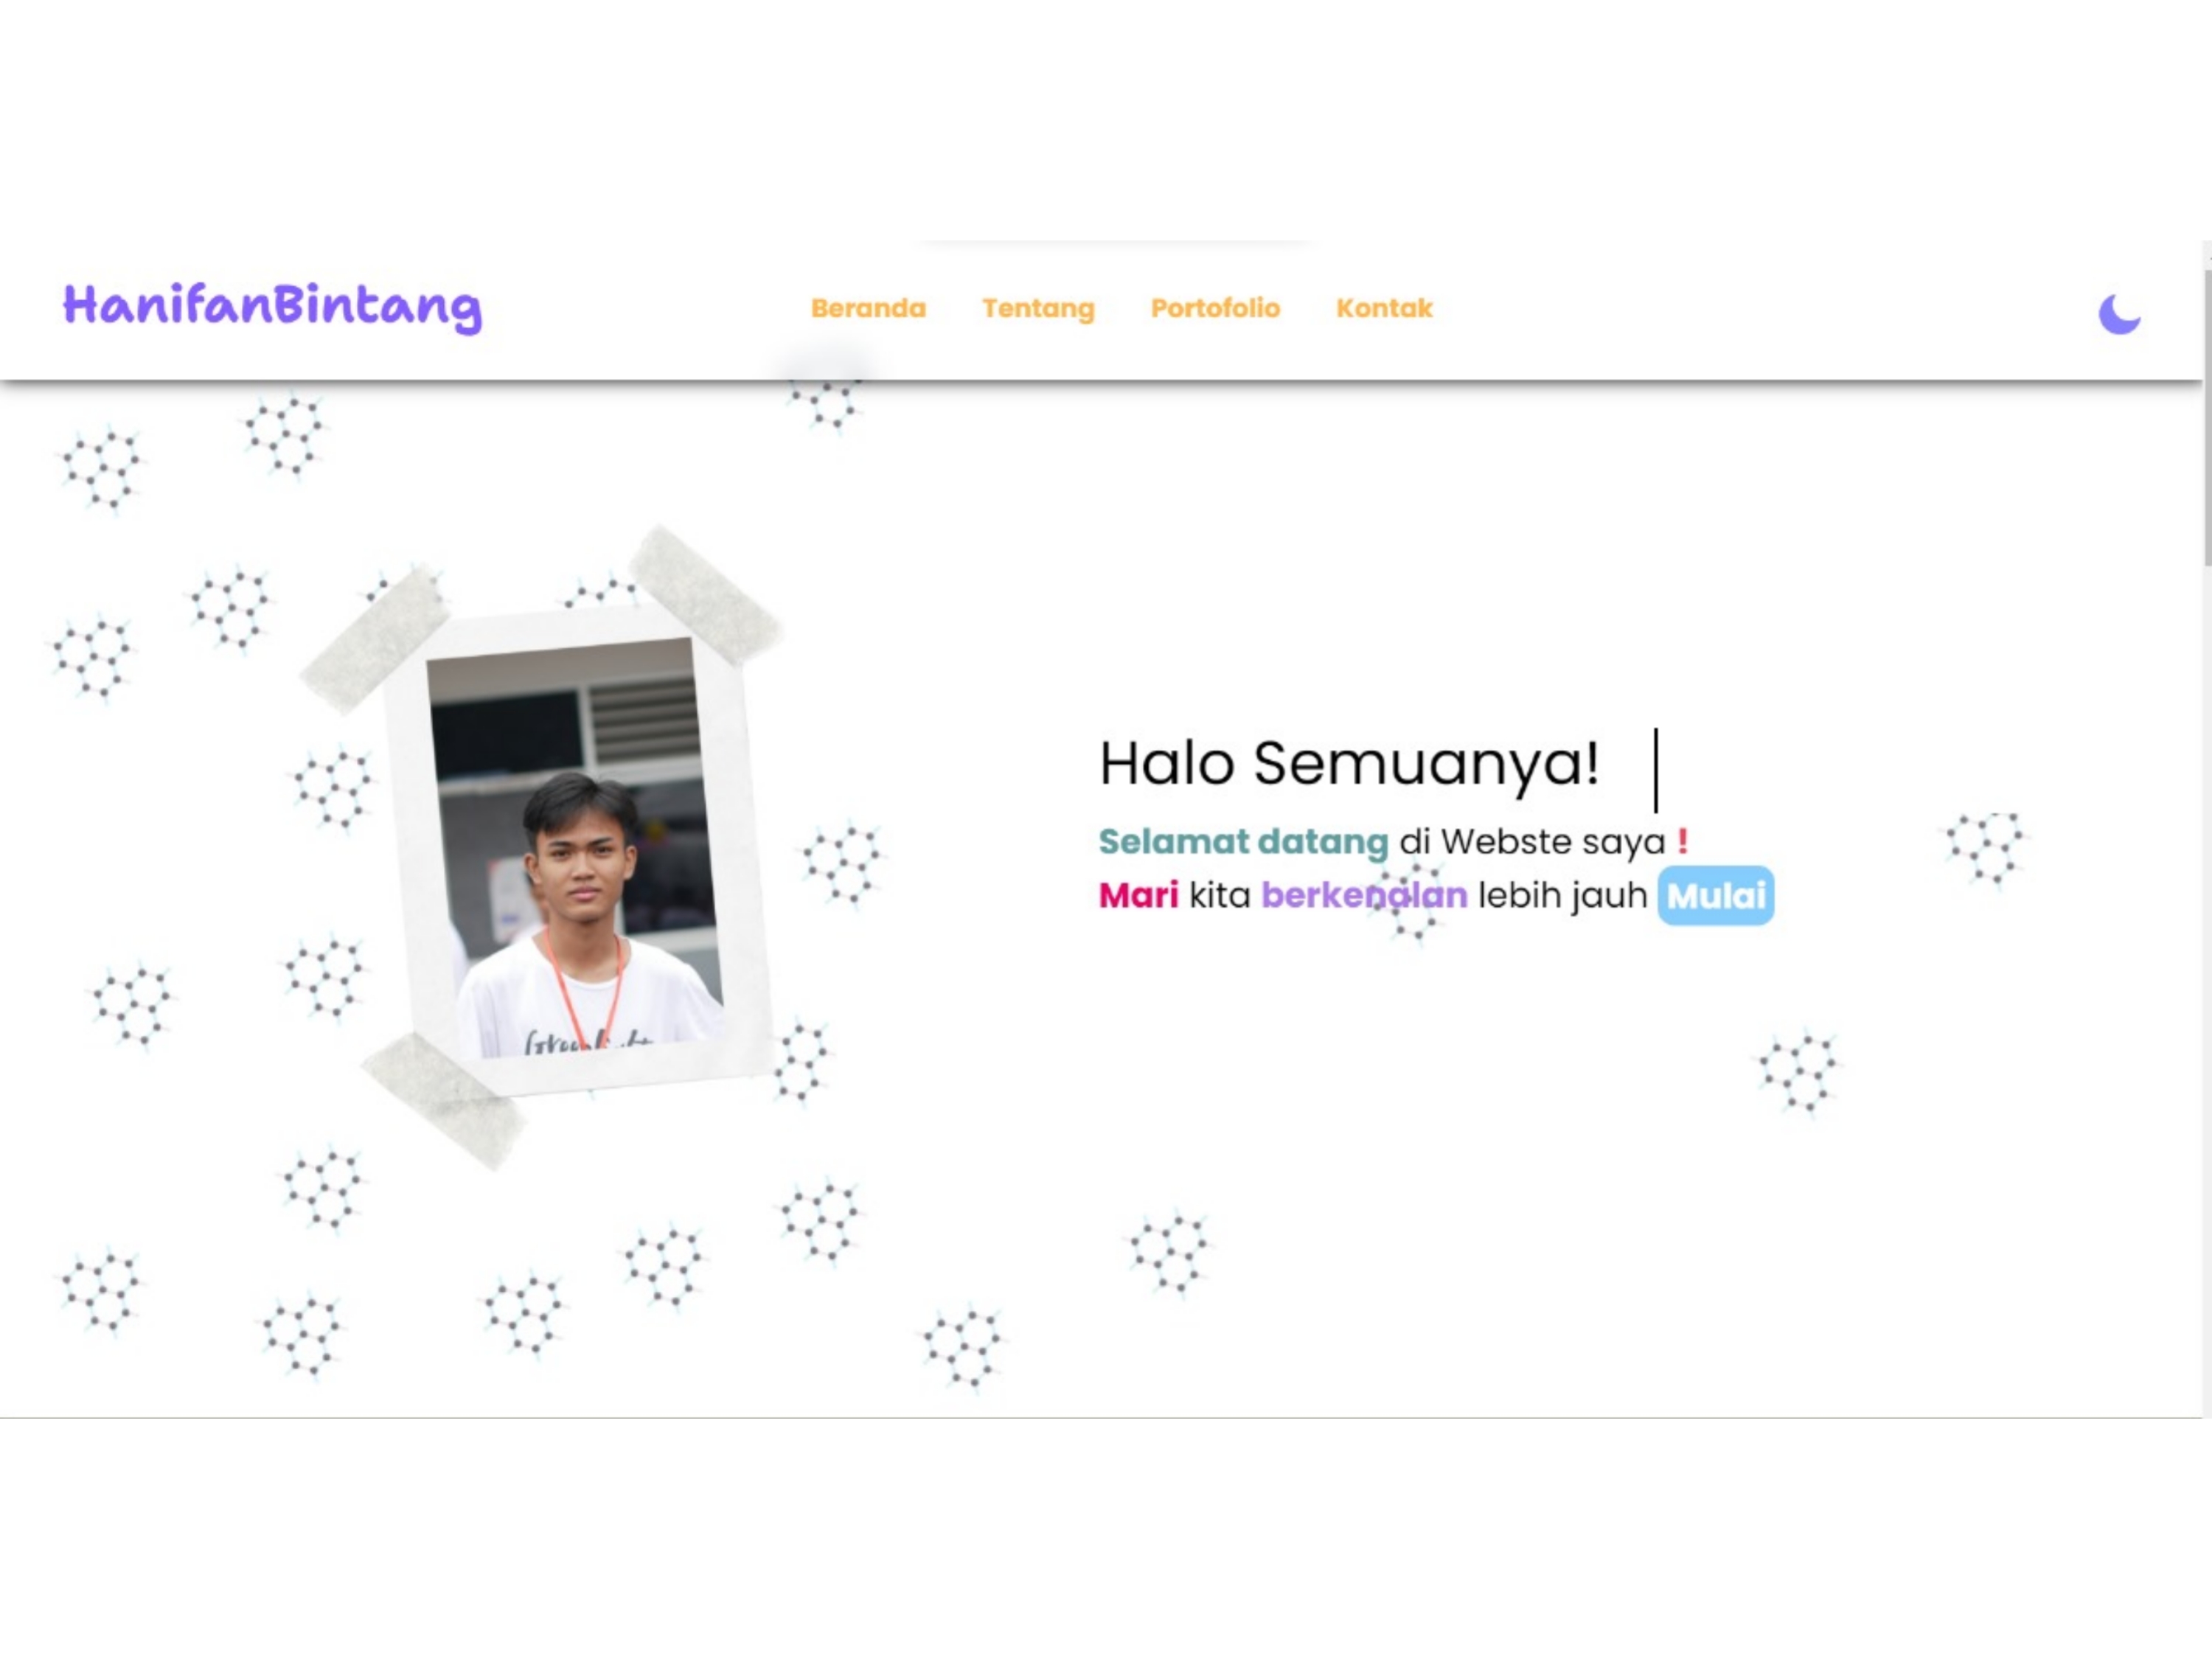 HanifanBintang
Beranda Tentang Portofolio Kontak
Halo Semuanya!
Selamat datang di Webste saya !
Mari kita berkenalan lebih jauh Mulai